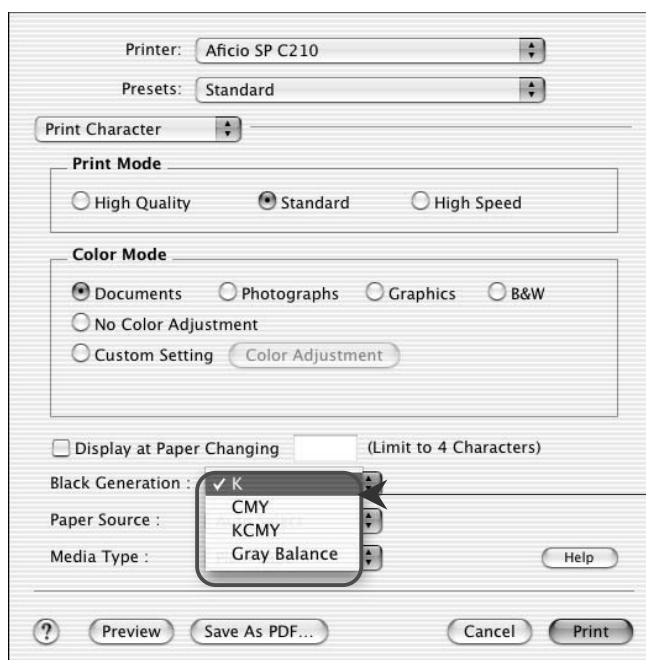 Printer: Aficio SP C210
Presets: Standard
Print Character
Print Mode
High Quality Standard High Speed
Color Mode
Documents Photographs Graphics B&W
No Color Adjustment
Custom Setting Color Adjustment
Display at Paper Changing (Limit to 4 Characters)
Black Generation : ✓ K
CMY
Paper Source :
KCMY
Media Type : Gray Balance Help
? Preview Save As PDF... Cancel Print